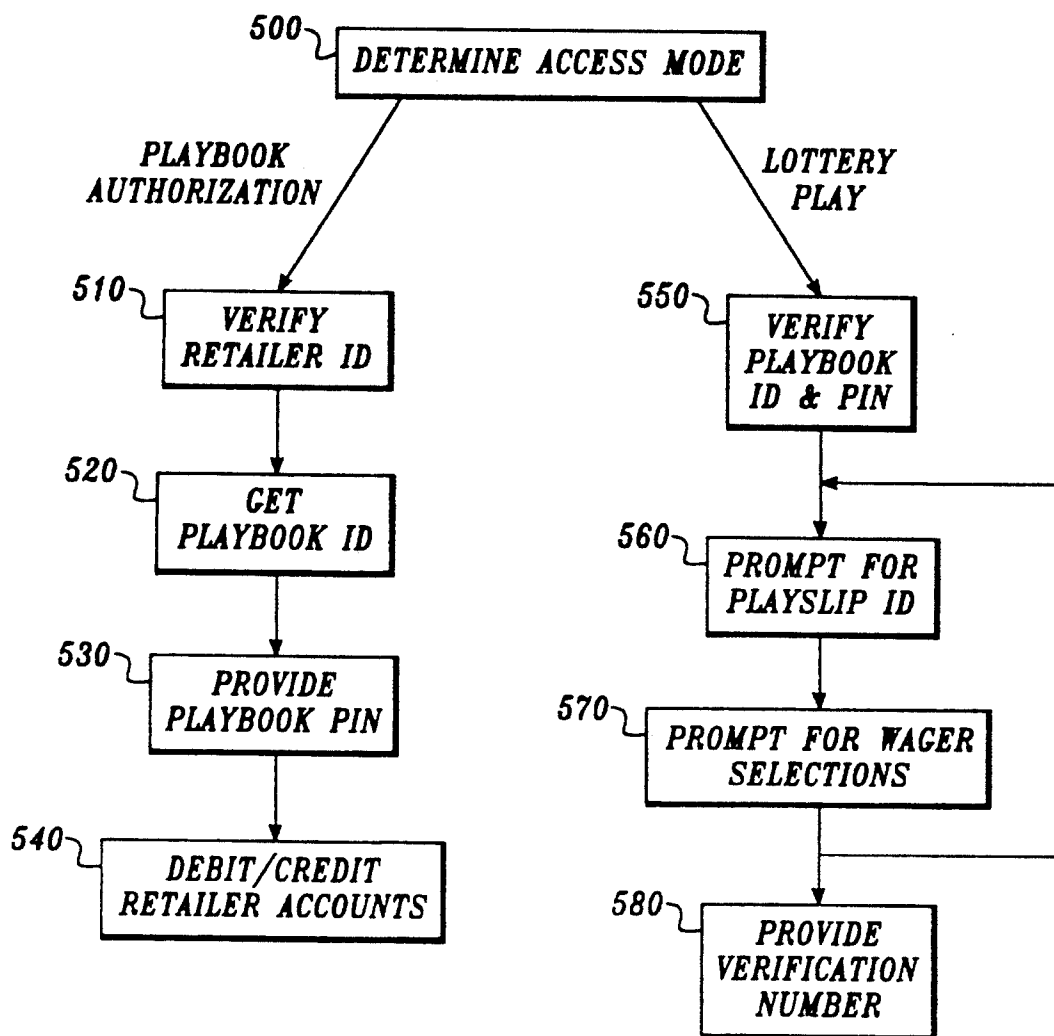 500
DETERMINE ACCESS MODE
PLAYBOOK
AUTHORIZATION
LOTTERY
PLAY
510
VERIFY
RETAILER ID
520
GET
PLAYBOOK ID
530
PROVIDE
PLAYBOOK PIN
540
DEBIT/CREDIT
RETAILER ACCOUNTS
550
VERIFY
PLAYBOOK
ID & PIN
560
PROMPT FOR
PLAYSLIP ID
570
PROMPT FOR WAGER
SELECTIONS
580
PROVIDE
VERIFICATION
NUMBER